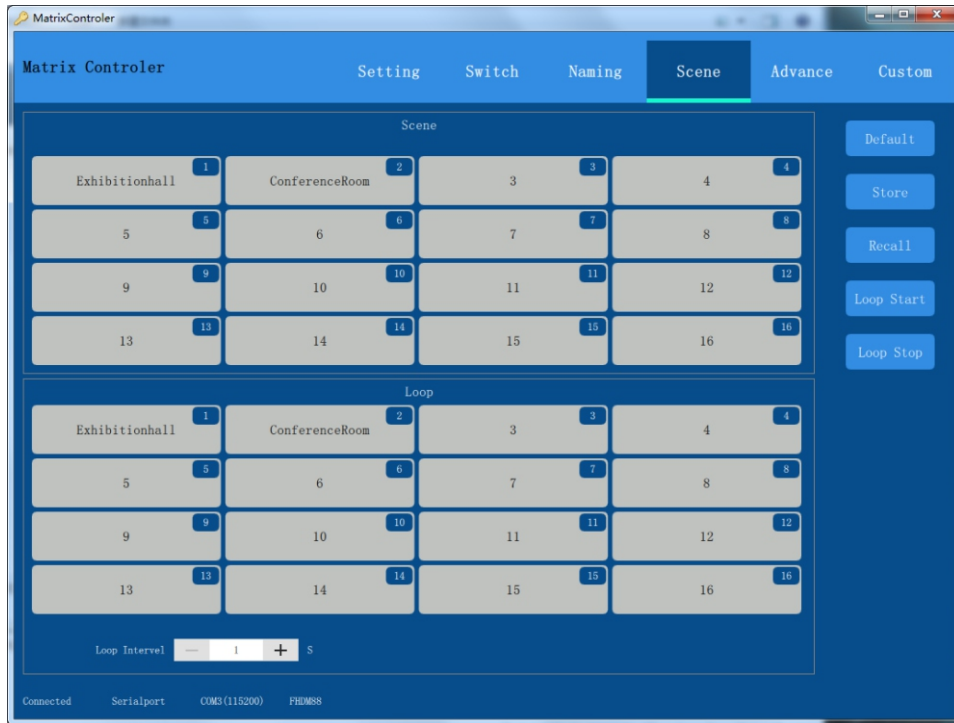 MatrixControler
Matrix Controler
Setting Switch Naming Scene Advance Custom
Scene
Exhibitionhall 1 ConferenceRoom 2 3 3 4 4
5 5 6 6 7 7 8 8
9 9 10 10 11 11 12 12
13 13 14 14 15 15 16 16
Default
Store
Recall
Loop Start
Loop Stop
Loop
Exhibitionhall 1 ConferenceRoom 2 3 3 4 4
5 5 6 6 7 7 8 8
9 9 10 10 11 11 12 12
13 13 14 14 15 15 16 16
Loop Intervel — 1 + S
Connected Serialport COM3(115200) FHDM88